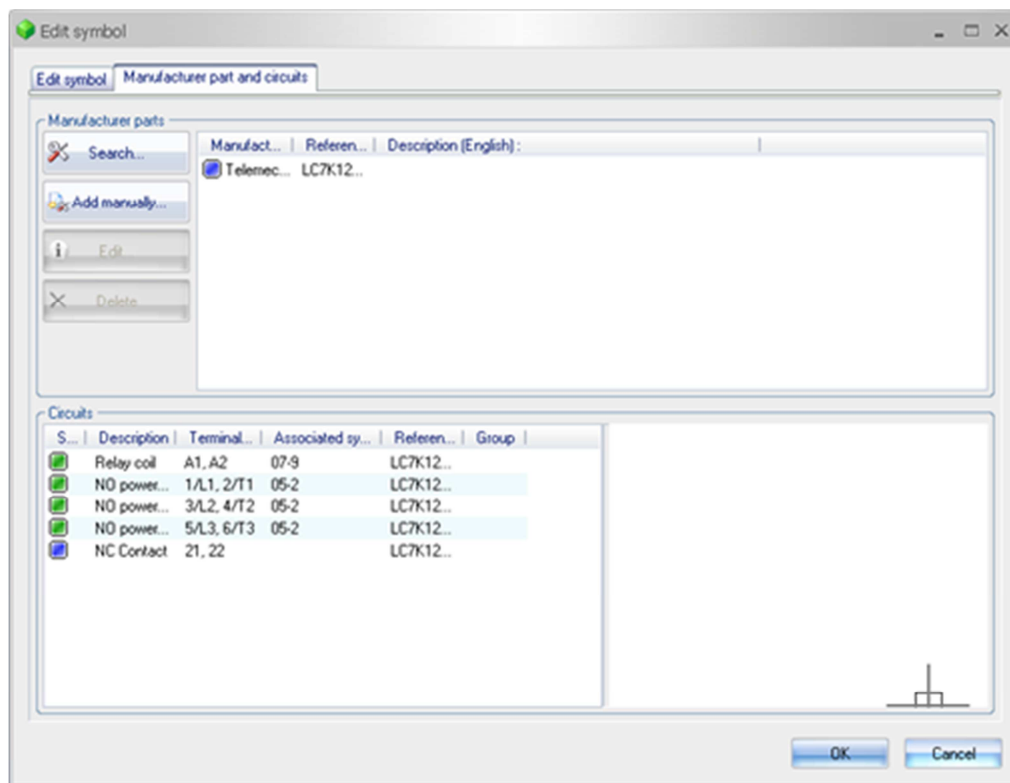 Edit symbol
Edit symbol Manufacturer part and circuits
Manufacturer parts
Search... Manufact... Referen... Description (English) :
Telemec... LC7K12...
Add manually...
Edit...
Delete
Circuits
S... Description Terminal... Associated sy... Referen... Group
Relay coil A1, A2 07-9 LC7K12...
NO power... 1/L1, 2/T1 05-2 LC7K12...
NO power... 3/L2, 4/T2 05-2 LC7K12...
NO power... 5/L3, 6/T3 05-2 LC7K12...
NC Contact 21, 22 LC7K12...
OK Cancel